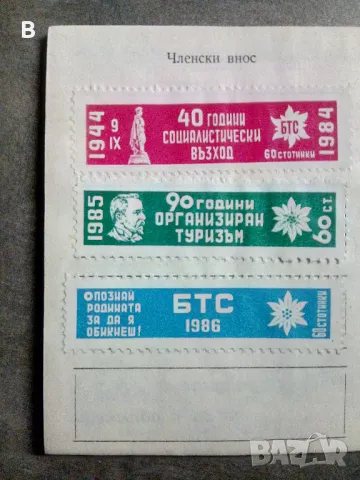 B
Членски внос
1944
9
IX
40 ГОДИНИ
СОЦИАЛИСТИЧЕСКИ
ВЪЗХОД
БТС
60 СТОТИНКИ
1984
1985
90 ГОДИНИ
ОРГАНИЗИРАН
ТУРИЗЪМ
60 СТ.
ОПОЗНАЙ
РОДИНАТА
ЗА ДА Я
ОБИКНЕШ!
БТС
1986
60 СТОТИНКИ
BAZAR